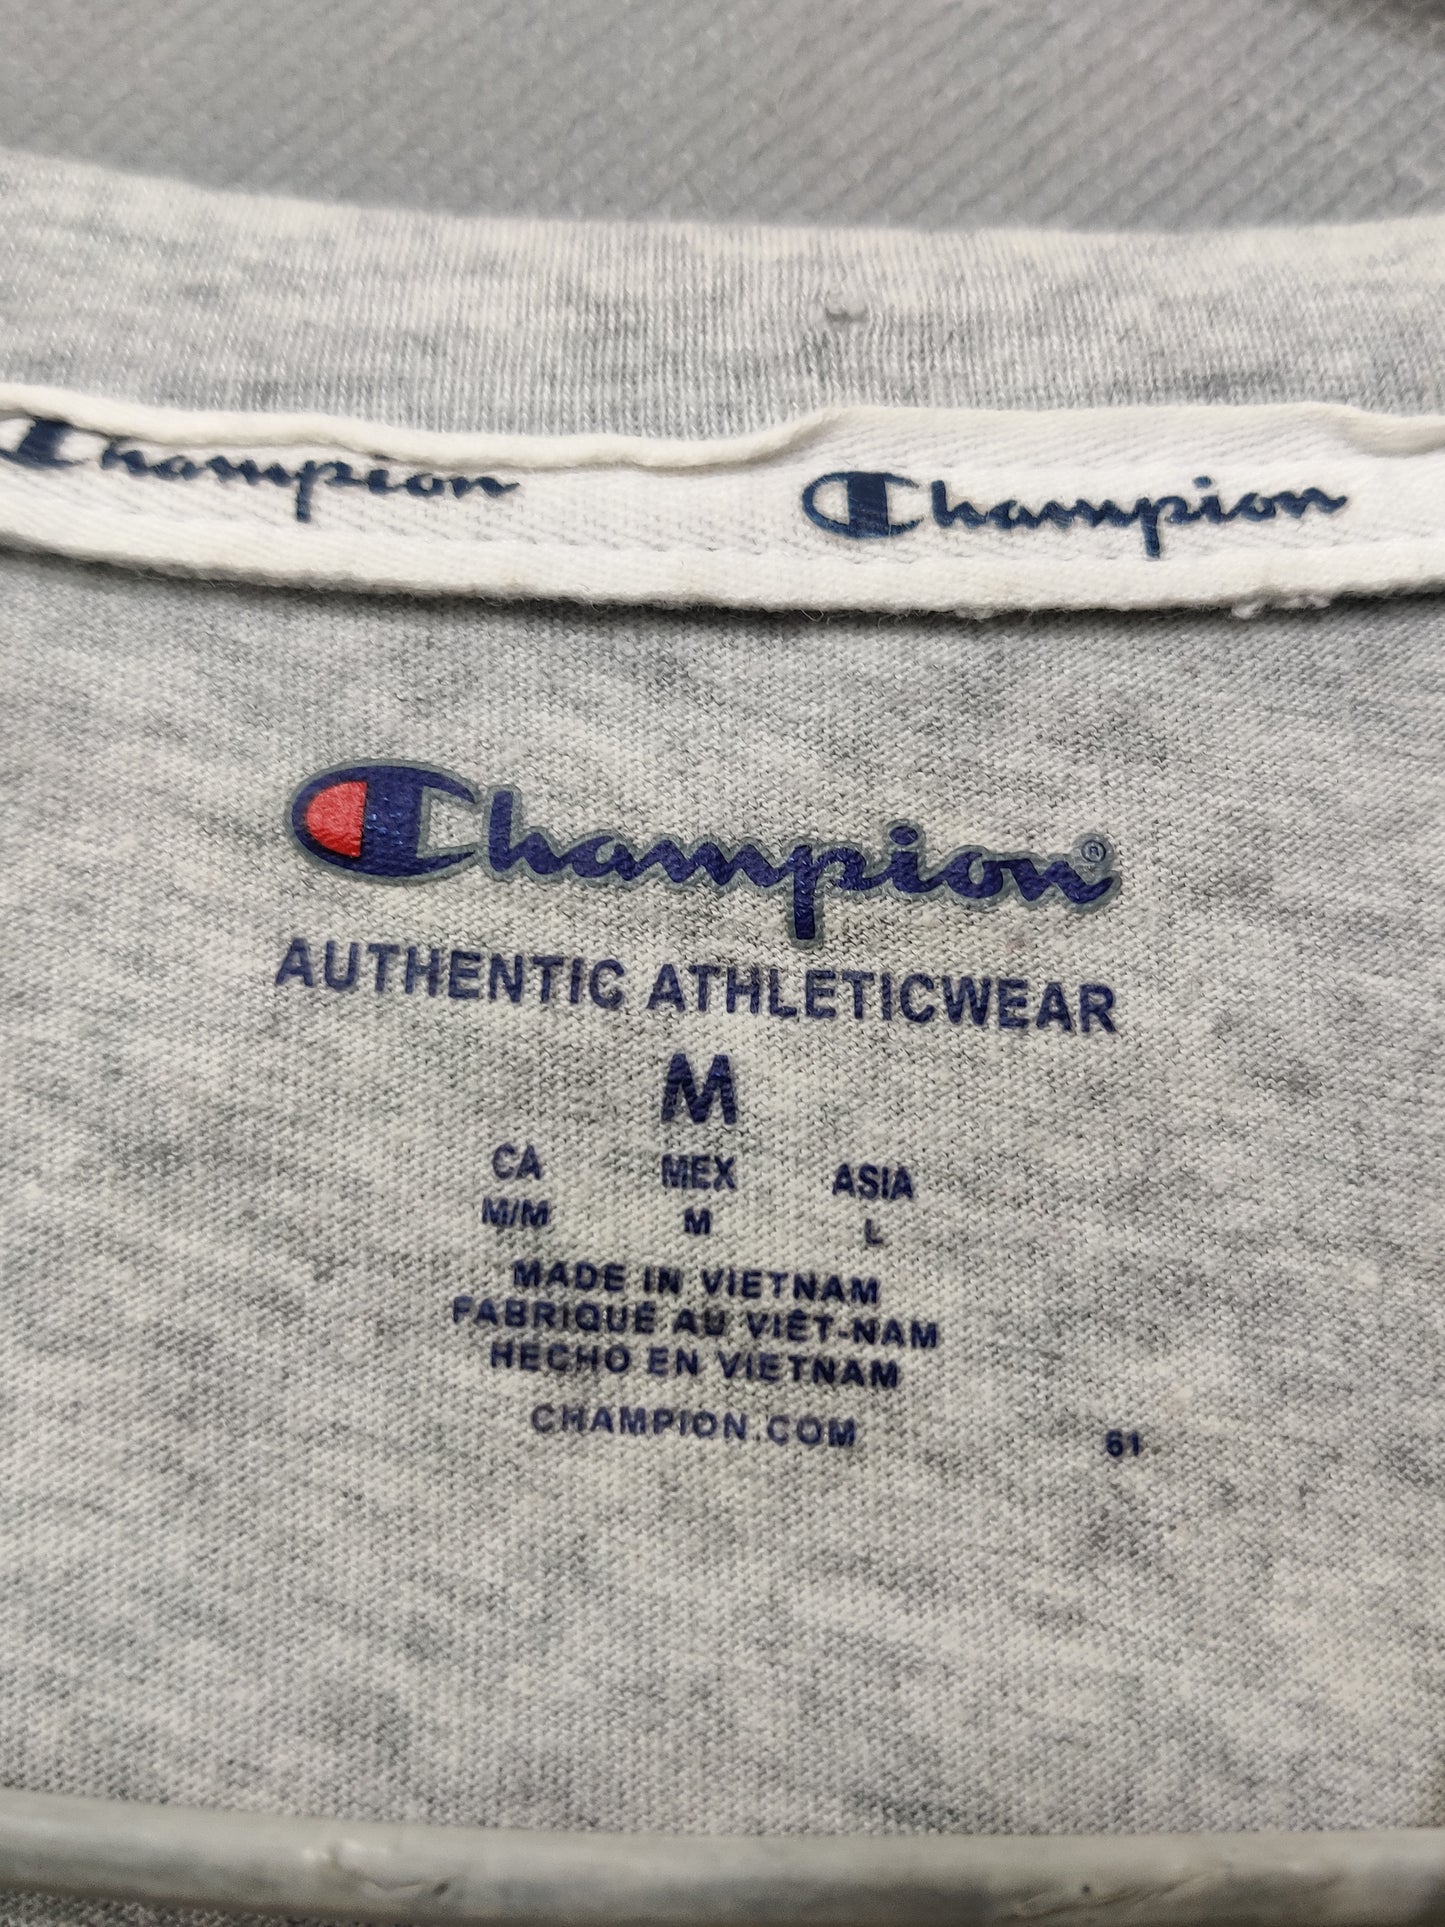 Champion Champion
Champion®
AUTHENTIC ATHLETICWEAR
M
CA MEX ASIA
M/M M L
MADE IN VIETNAM
FABRIQUÉ AU VIÊT-NAM
HECHO EN VIETNAM
CHAMPION.COM 61